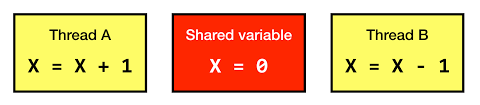 Thread A
X = X + 1
Shared variable
X = 0
Thread B
X = X - 1